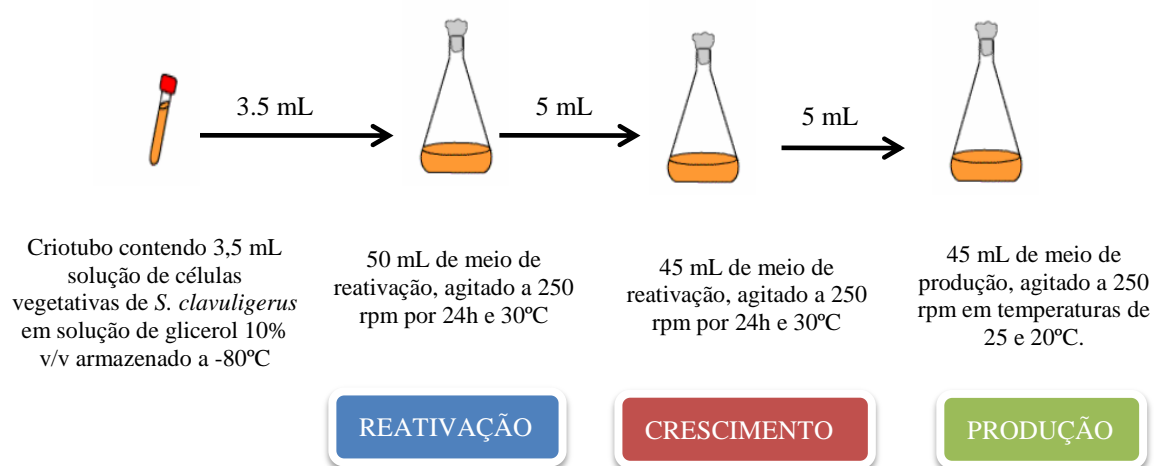 3.5 mL
5 mL
5 mL
Criotubo contendo 3,5 mL
solução de células
vegetativas de S. clavuligerus
em solução de glicerol 10%
v/v armazenado a -80ºC
50 mL de meio de
reativação, agitado a 250
rpm por 24h e 30ºC
45 mL de meio de
reativação, agitado a 250
rpm por 24h e 30ºC
45 mL de meio de
produção, agitado a 250
rpm em temperaturas de
25 e 20ºC.
REATIVAÇÃO
CRESCIMENTO
PRODUÇÃO